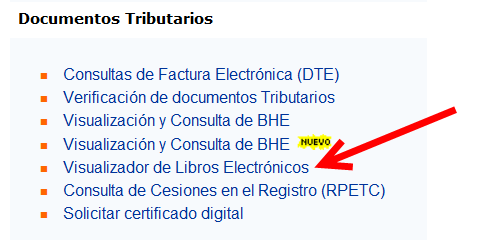 Documentos Tributarios
Consultas de Factura Electrónica (DTE)
Verificación de documentos Tributarios
Visualización y Consulta de BHE
Visualización y Consulta de BHE NUEVO
Visualizador de Libros Electrónicos
Consulta de Cesiones en el Registro (RPETC)
Solicitar certificado digital